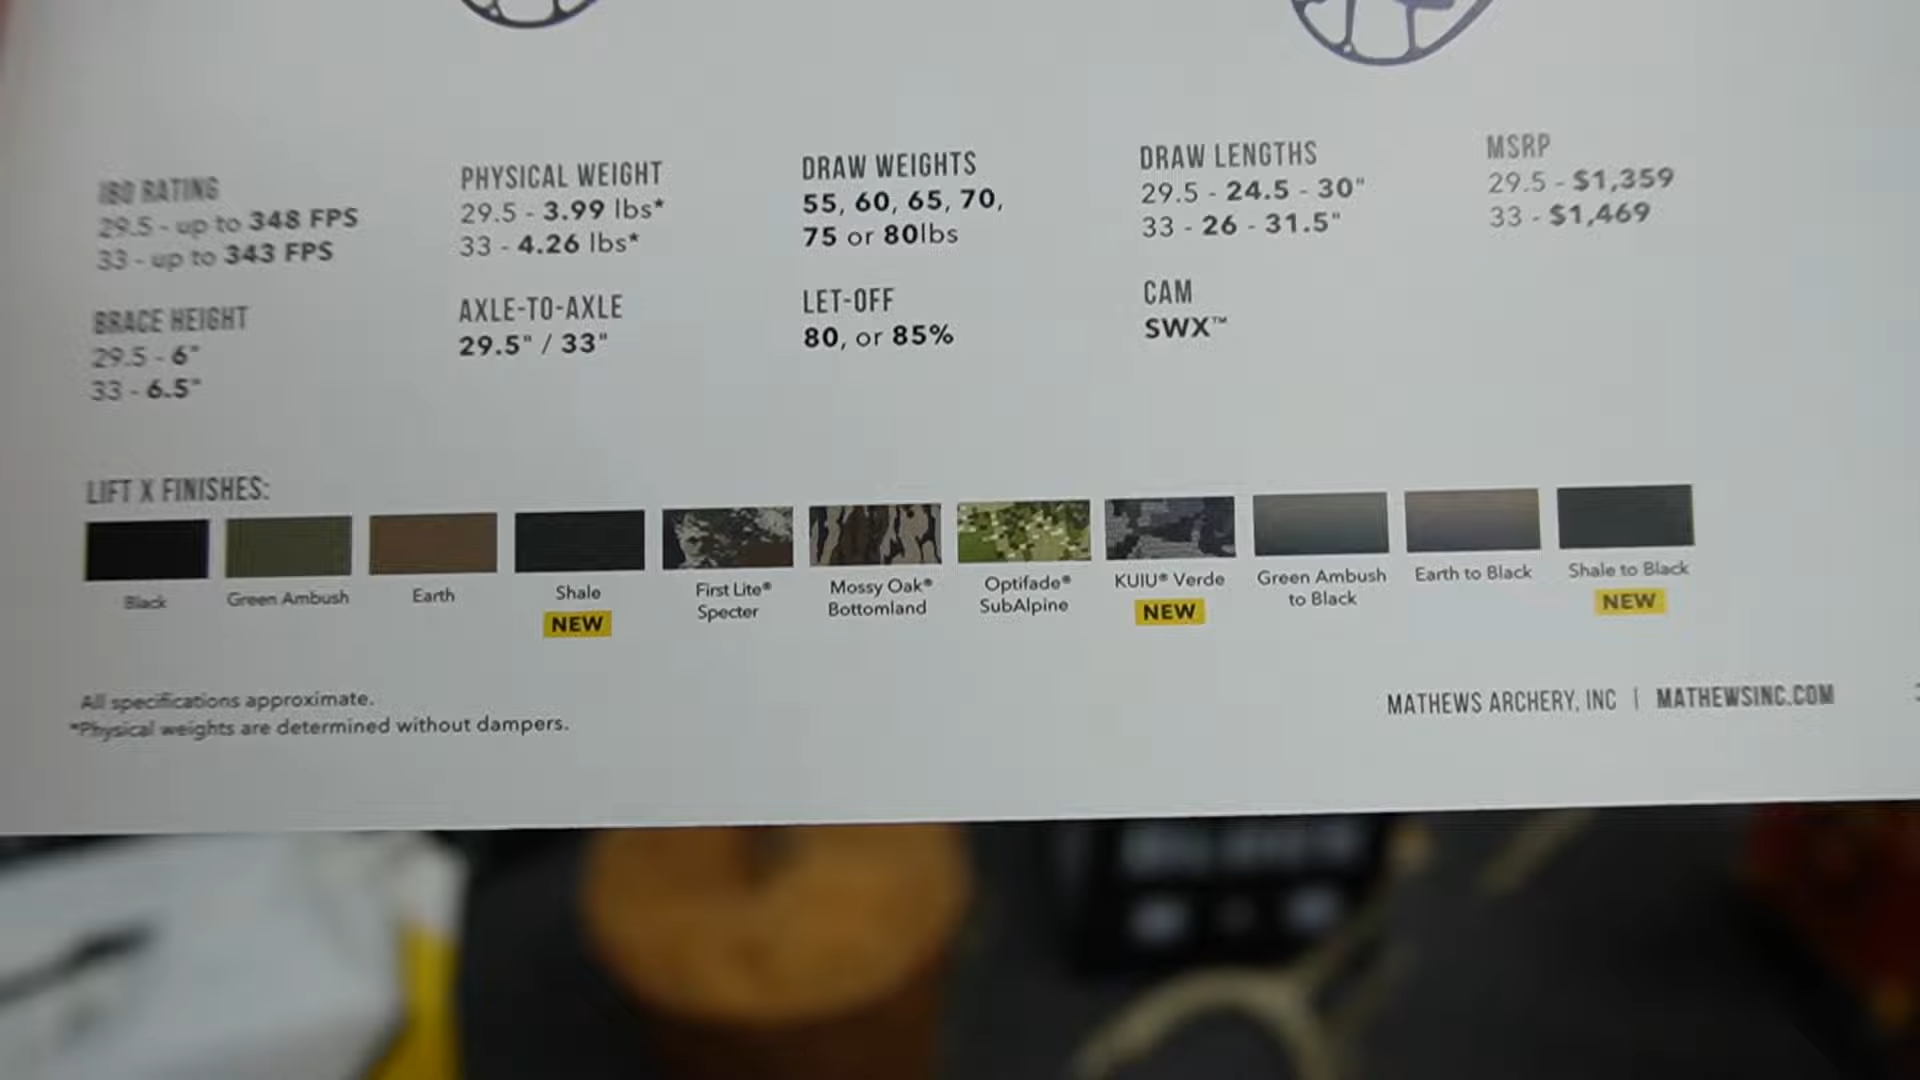 IBO RATING
29.5 - up to 348 FPS
33 - up to 343 FPS
BRACE HEIGHT
29.5 - 6"
33 - 6.5"
PHYSICAL WEIGHT
29.5 - 3.99 lbs*
33 - 4.26 lbs*
AXLE-TO-AXLE
29.5" / 33"
DRAW WEIGHTS
55, 60, 65, 70,
75 or 80lbs
LET-OFF
80, or 85%
DRAW LENGTHS
29.5 - 24.5 - 30"
33 - 26 - 31.5"
CAM
SWX™
MSRP
29.5 - $1,359
33 - $1,469
LIFT X FINISHES:
Black
Green Ambush
Earth
Shale
NEW
First Lite®
Specter
Mossy Oak®
Bottomland
Optifade®
SubAlpine
KUIU® Verde
NEW
Green Ambush
to Black
Earth to Black
Shale to Black
NEW
All specifications approximate.
*Physical weights are determined without dampers.
MATHEWS ARCHERY, INC | MATHEWSINC.COM